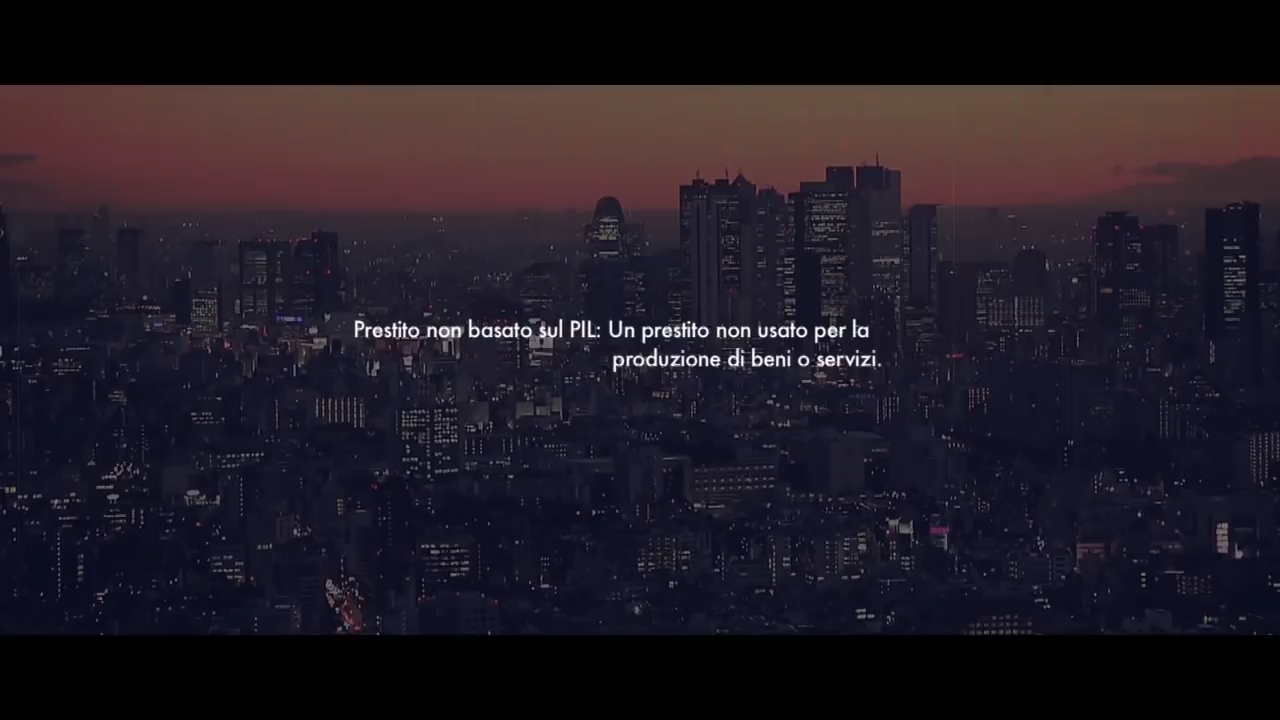 Prestito non basato sul PIL: Un prestito non usato per la
produzione di beni o servizi.